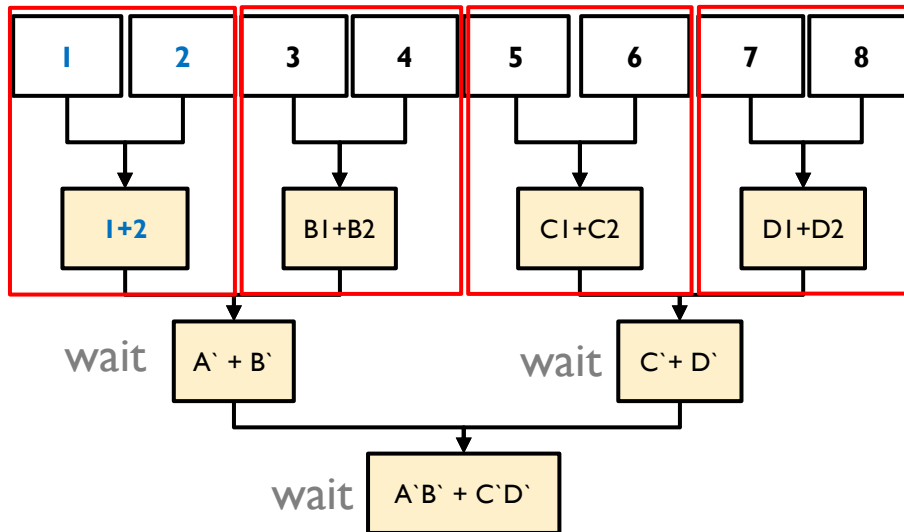 1 2 3 4 5 6 7 8
1+2 B1+B2 C1+C2 D1+D2
wait A` + B` wait C`+ D`
wait A`B` + C`D`